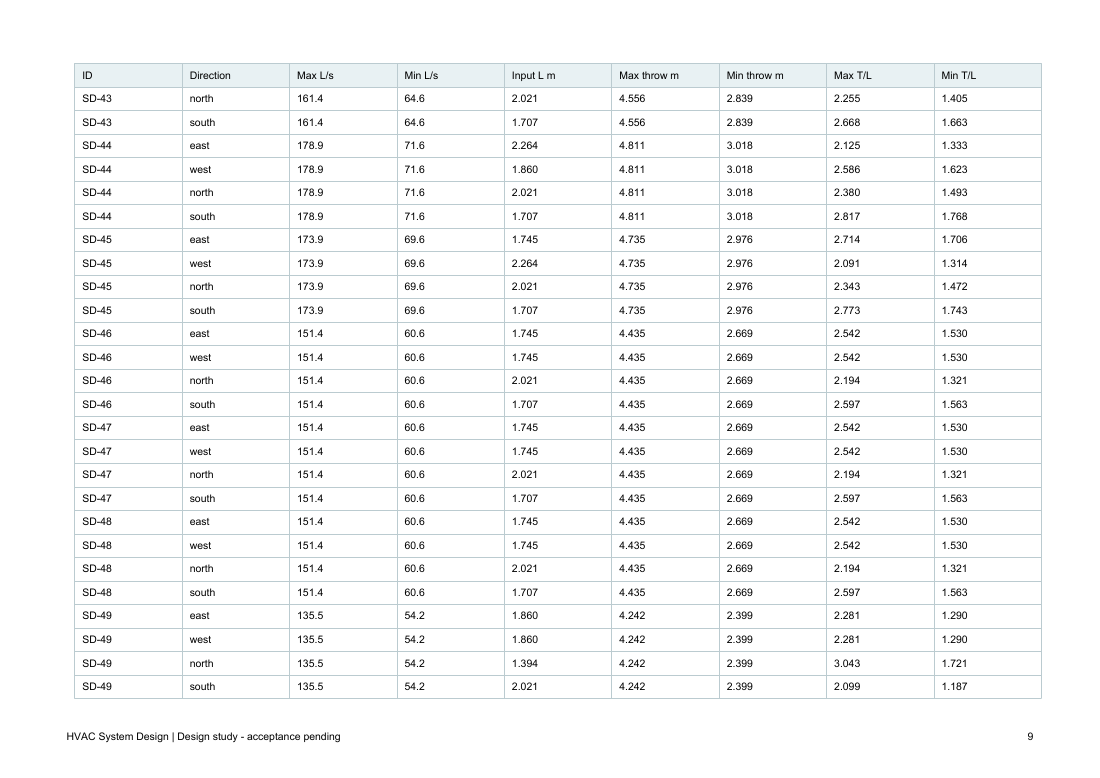 ID Direction Max L/s Min L/s Input L m Max throw m Min throw m Max T/L Min T/L
SD-43 north 161.4 64.6 2.021 4.556 2.839 2.255 1.405
SD-43 south 161.4 64.6 1.707 4.556 2.839 2.668 1.663
SD-44 east 178.9 71.6 2.264 4.811 3.018 2.125 1.333
SD-44 west 178.9 71.6 1.860 4.811 3.018 2.586 1.623
SD-44 north 178.9 71.6 2.021 4.811 3.018 2.380 1.493
SD-44 south 178.9 71.6 1.707 4.811 3.018 2.817 1.768
SD-45 east 173.9 69.6 1.745 4.735 2.976 2.714 1.706
SD-45 west 173.9 69.6 2.264 4.735 2.976 2.091 1.314
SD-45 north 173.9 69.6 2.021 4.735 2.976 2.343 1.472
SD-45 south 173.9 69.6 1.707 4.735 2.976 2.773 1.743
SD-46 east 151.4 60.6 1.745 4.435 2.669 2.542 1.530
SD-46 west 151.4 60.6 1.745 4.435 2.669 2.542 1.530
SD-46 north 151.4 60.6 2.021 4.435 2.669 2.194 1.321
SD-46 south 151.4 60.6 1.707 4.435 2.669 2.597 1.563
SD-47 east 151.4 60.6 1.745 4.435 2.669 2.542 1.530
SD-47 west 151.4 60.6 1.745 4.435 2.669 2.542 1.530
SD-47 north 151.4 60.6 2.021 4.435 2.669 2.194 1.321
SD-47 south 151.4 60.6 1.707 4.435 2.669 2.597 1.563
SD-48 east 151.4 60.6 1.745 4.435 2.669 2.542 1.530
SD-48 west 151.4 60.6 1.745 4.435 2.669 2.542 1.530
SD-48 north 151.4 60.6 2.021 4.435 2.669 2.194 1.321
SD-48 south 151.4 60.6 1.707 4.435 2.669 2.597 1.563
SD-49 east 135.5 54.2 1.860 4.242 2.399 2.281 1.290
SD-49 west 135.5 54.2 1.860 4.242 2.399 2.281 1.290
SD-49 north 135.5 54.2 1.394 4.242 2.399 3.043 1.721
SD-49 south 135.5 54.2 2.021 4.242 2.399 2.099 1.187
HVAC System Design | Design study - acceptance pending 9